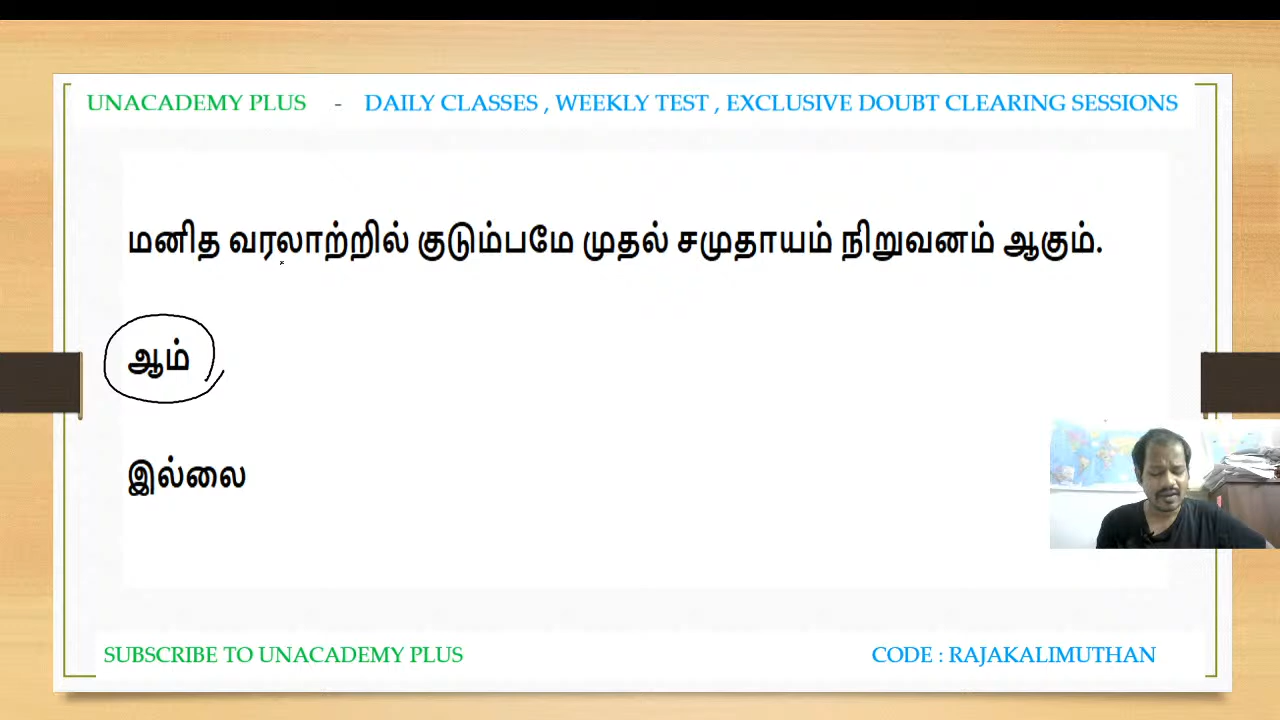 UNACADEMY PLUS - DAILY CLASSES , WEEKLY TEST , EXCLUSIVE DOUBT CLEARING SESSIONS
மனித வரலாற்றில் குடும்பமே முதல் சமுதாயம் நிறுவனம் ஆகும்.
ஆம்
இல்லை
SUBSCRIBE TO UNACADEMY PLUS CODE : RAJAKALIMUTHAN